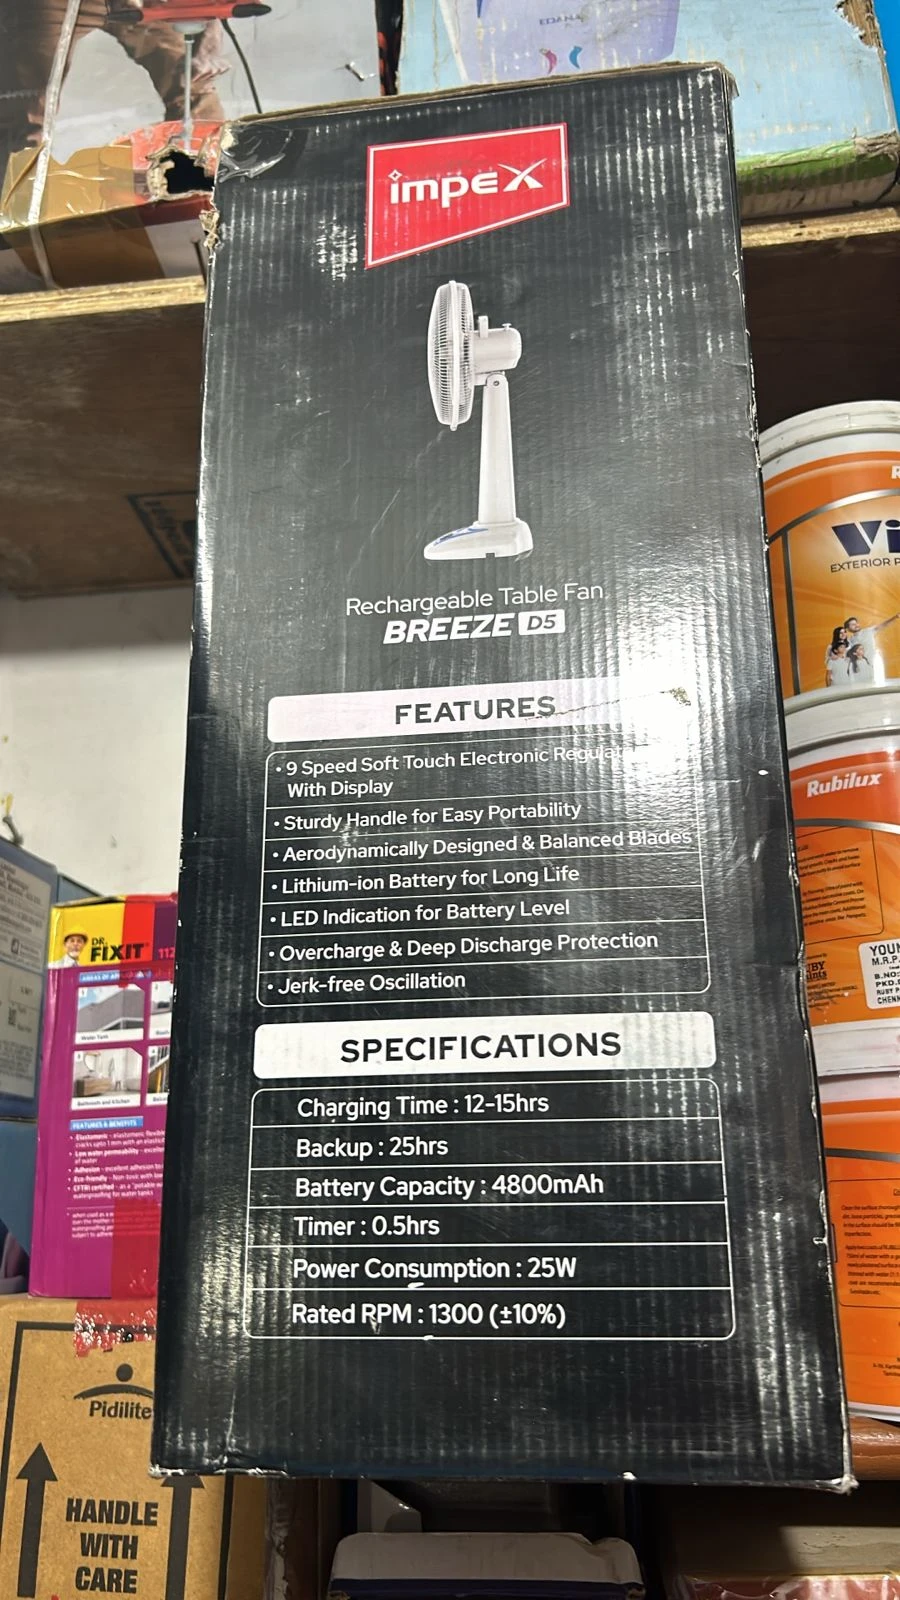 impex
Rechargeable Table Fan
BREEZE D5
FEATURES
• 9 Speed Soft Touch Electronic
With Display
• Sturdy Handle for Easy Portability
• Aerodynamically Designed & Balanced Blades
• Lithium-ion Battery for Long Life
• LED Indication for Battery Level
• Overcharge & Deep Discharge Protection
• Jerk-free Oscillation
SPECIFICATIONS
Charging Time : 12-15hrs
Backup : 25hrs
Battery Capacity : 4800mAh
Timer : 0.5hrs
Power Consumption : 25W
Rated RPM : 1300 (±10%)
EXTERIOR
Rubilux
DR. FIXIT
FEATURES & BENEFITS
Pidilite
HANDLE
WITH
CARE